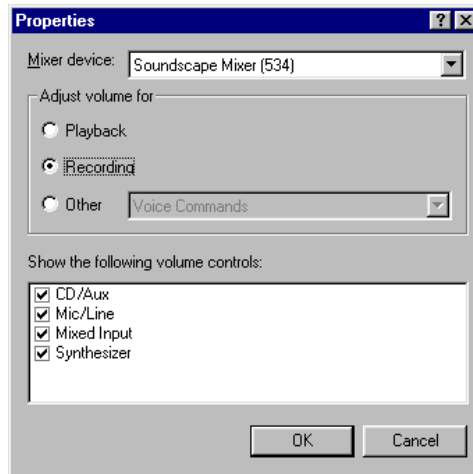 Properties
Mixer device: Soundscape Mixer (534)
Adjust volume for
Playback
Recording
Other Voice Commands
Show the following volume controls:
CD/Aux
Mic/Line
Mixed Input
Synthesizer
OK Cancel